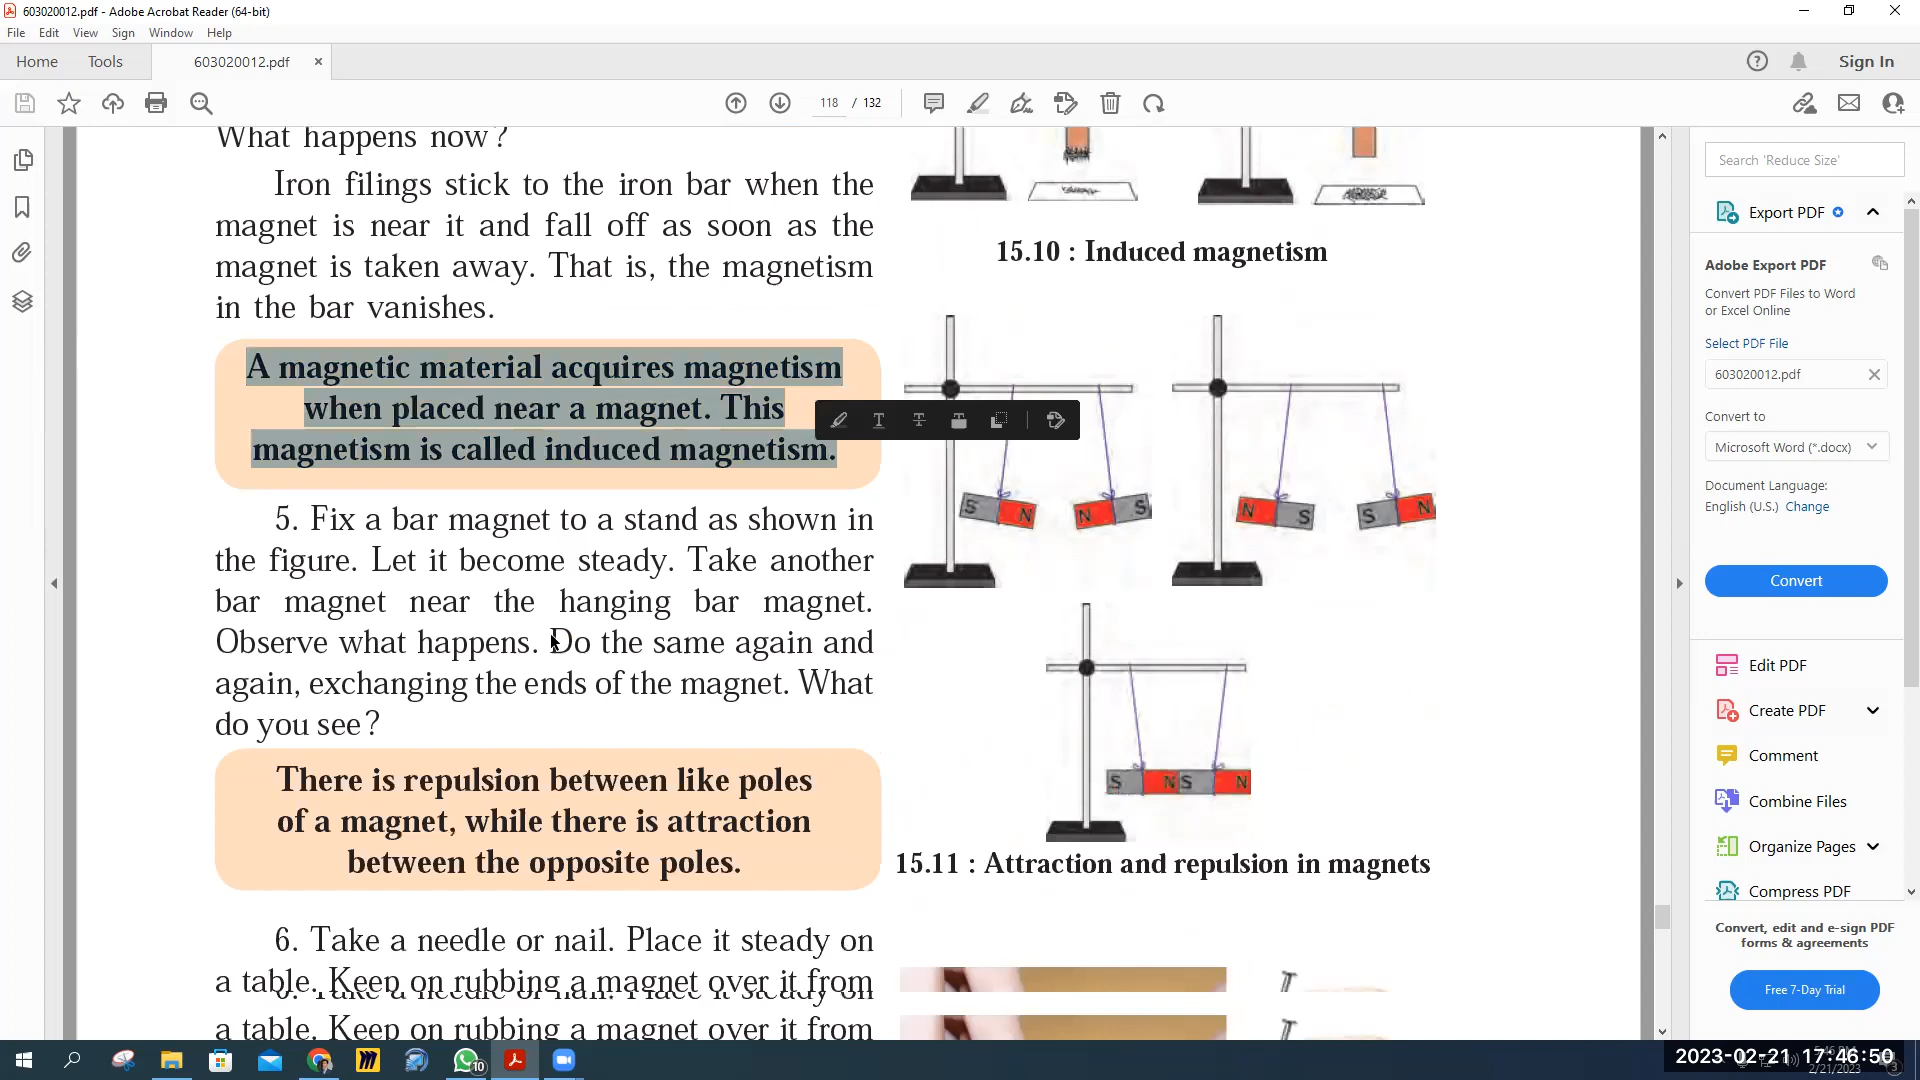 603020012.pdf - Adobe Acrobat Reader (64-bit)
File Edit View Sign Window Help
Home Tools 603020012.pdf × Sign In
118 / 132
What happens now?
Iron filings stick to the iron bar when the
magnet is near it and fall off as soon as the
magnet is taken away. That is, the magnetism
in the bar vanishes.
A magnetic material acquires magnetism
when placed near a magnet. This
magnetism is called induced magnetism.
5. Fix a bar magnet to a stand as shown in
the figure. Let it become steady. Take another
bar magnet near the hanging bar magnet.
Observe what happens. Do the same again and
again, exchanging the ends of the magnet. What
do you see?
There is repulsion between like poles
of a magnet, while there is attraction
between the opposite poles.
6. Take a needle or nail. Place it steady on
a table. Keep on rubbing a magnet over it from
a table. Keep on rubbing a magnet over it from
15.10 : Induced magnetism
S N N S N S S N
S N S N
15.11 : Attraction and repulsion in magnets
Search 'Reduce Size'
Export PDF
Adobe Export PDF
Convert PDF Files to Word
or Excel Online
Select PDF File
603020012.pdf
Convert to
Microsoft Word (*.docx)
Document Language:
English (U.S.) Change
Convert
Edit PDF
Create PDF
Comment
Combine Files
Organize Pages
Compress PDF
Convert, edit and e-sign PDF
forms & agreements
Free 7-Day Trial
10
2023-02-21 17:46:50
2/21/2023
3